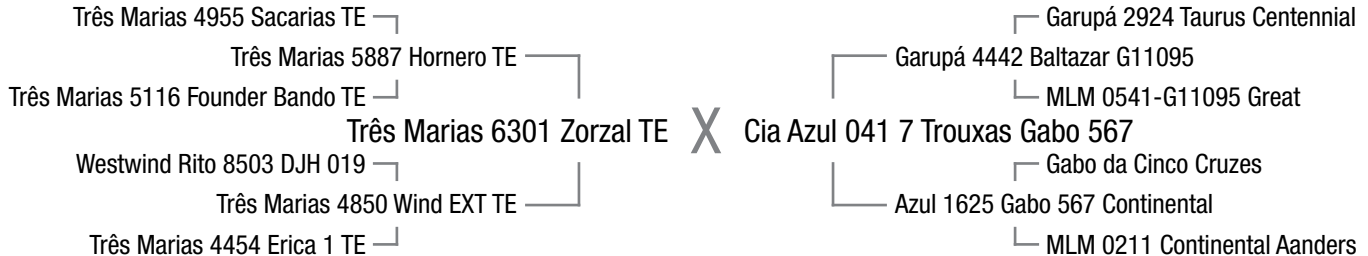 Três Marias 4955 Sacarias TE
Garupá 2924 Taurus Centennial
Três Marias 5887 Hornero TE
Garupá 4442 Baltazar G11095
Três Marias 5116 Founder Bando TE
MLM 0541-G11095 Great
Três Marias 6301 Zorzal TE X Cia Azul 041 7 Trouxas Gabo 567
Westwind Rito 8503 DJH 019
Gabo da Cinco Cruzes
Três Marias 4850 Wind EXT TE
Azul 1625 Gabo 567 Continental
Três Marias 4454 Erica 1 TE
MLM 0211 Continental Aanders